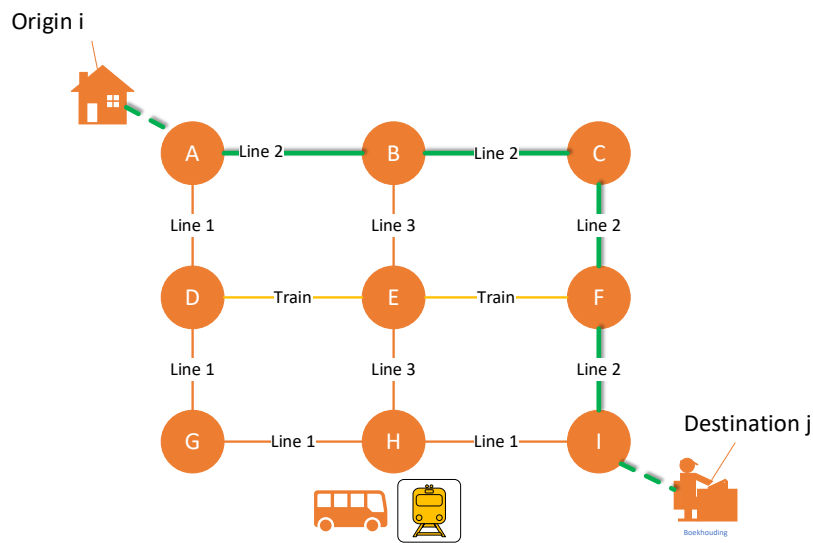 Origin i
A
Line 2
B
Line 2
C
Line 1
Line 3
Line 2
D
Train
E
Train
F
Line 1
Line 3
Line 2
G
Line 1
H
Line 1
I
Destination j
Boekhouding